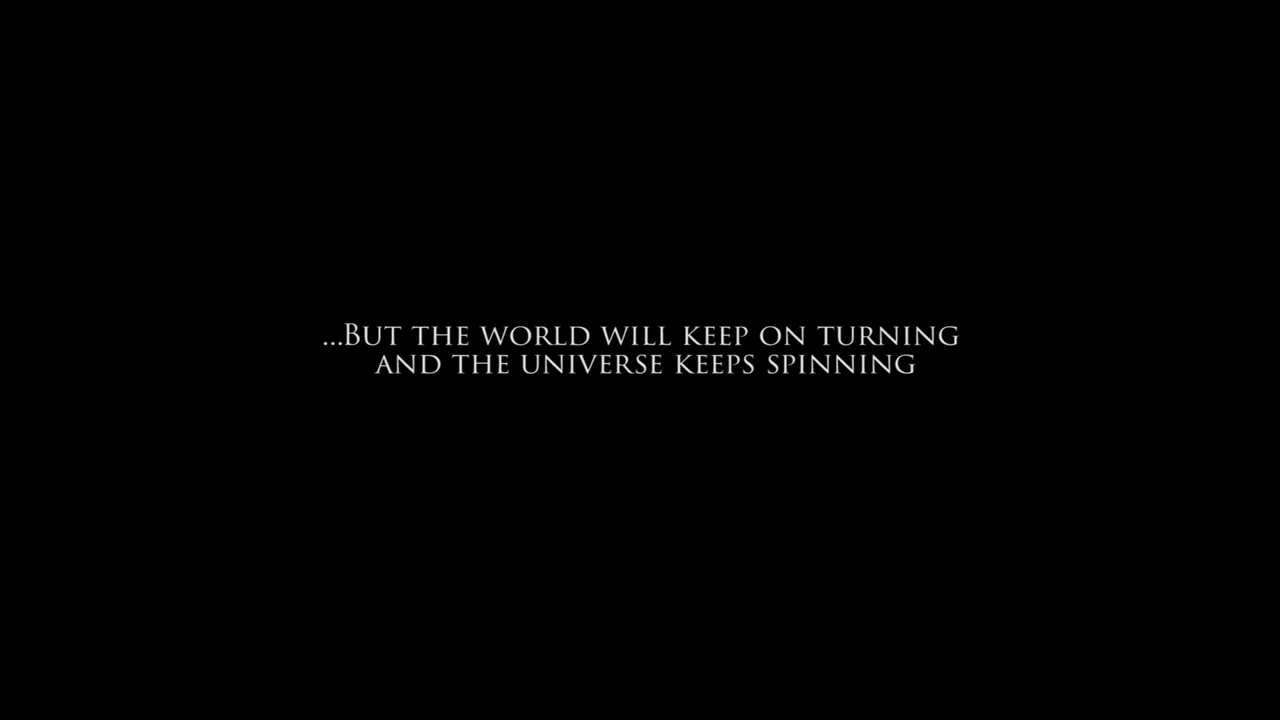 ...But the world will keep on turning
and the universe keeps spinning